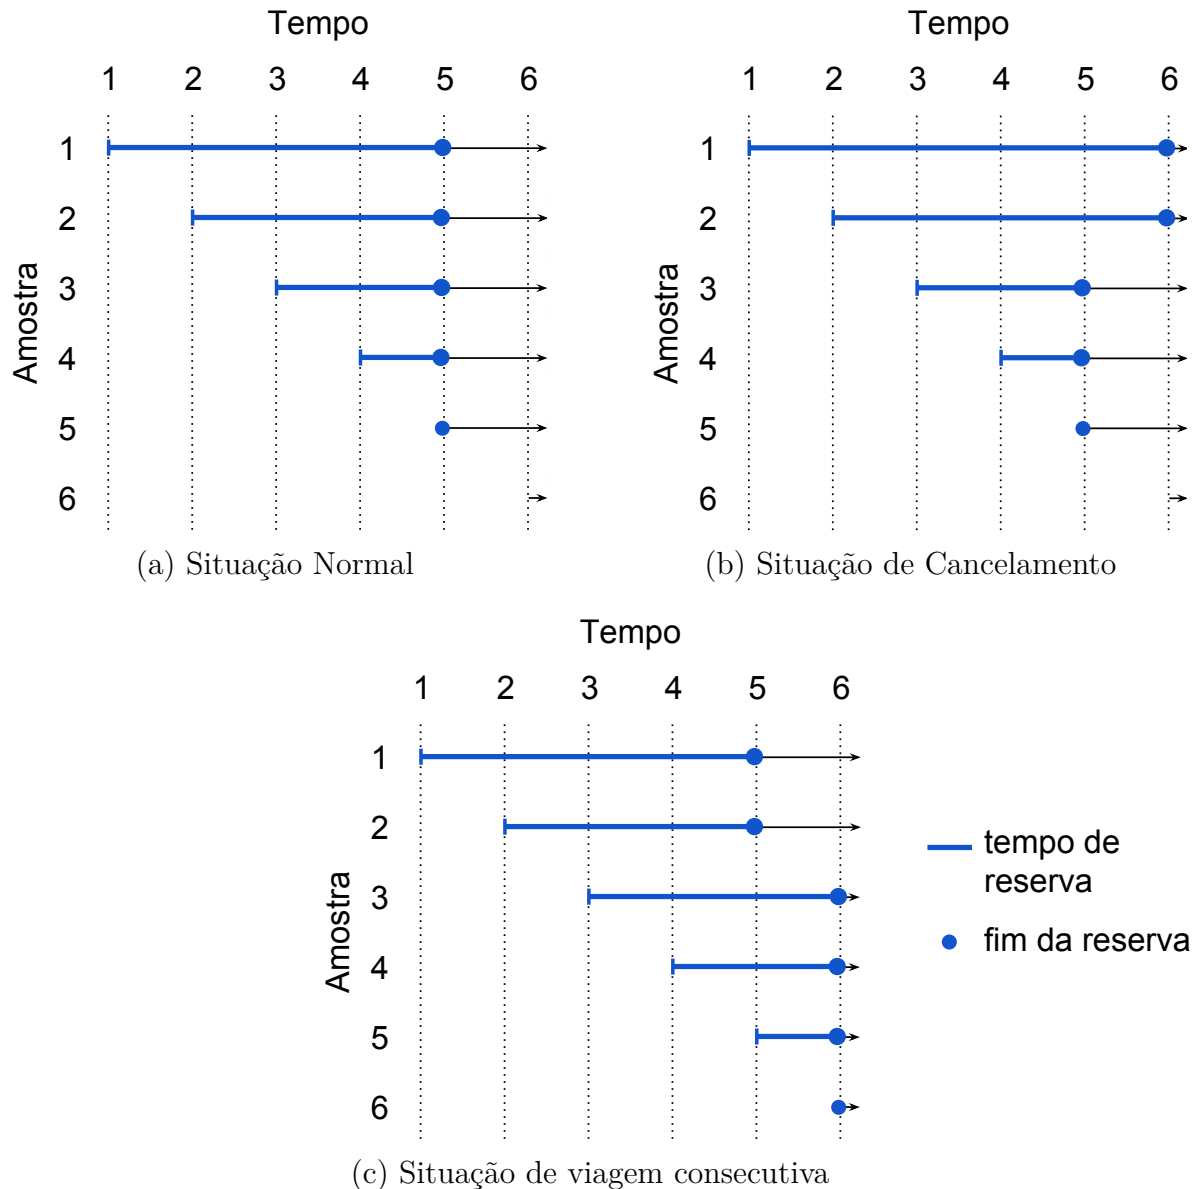 Tempo
1 2 3 4 5 6
Amostra
1
2
3
4
5
6
(a) Situação Normal
Tempo
1 2 3 4 5 6
Amostra
1
2
3
4
5
6
(b) Situação de Cancelamento
Tempo
1 2 3 4 5 6
Amostra
1
2
3
4
5
6
tempo de
reserva
fim da reserva
(c) Situação de viagem consecutiva